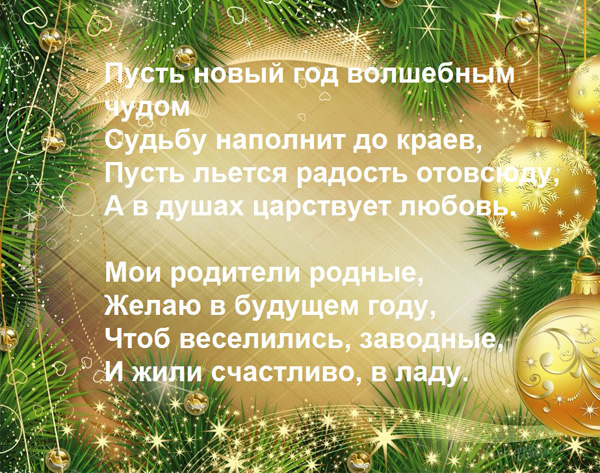 Пусть новый год волшебным
чудом
Судьбу наполнит до краев,
Пусть льется радость отовсюду,
А в душах царствует любовь.

Мои родители родные,
Желаю в будущем году,
Чтоб веселились, заводные,
И жили счастливо, в ладу.